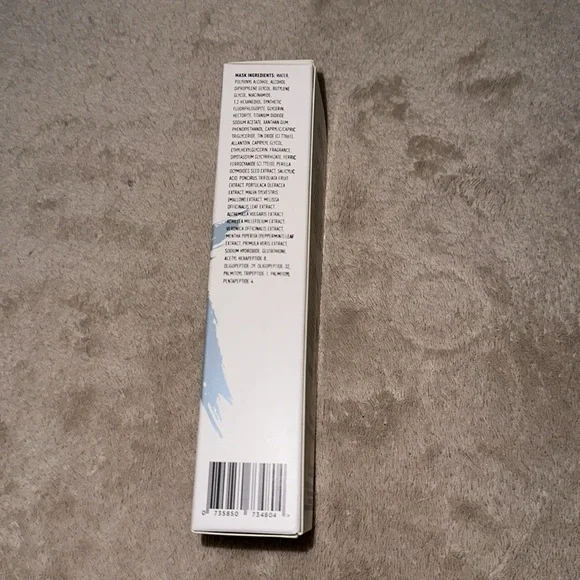 MASK INGREDIENTS: WATER,
POLYVINYL ALCOHOL, ALCOHOL,
DIPROPYLENE GLYCOL, BUTYLENE
GLYCOL, NIACINAMIDE,
1,2 HEXANEDIOL, SYNTHETIC
FLUORPHLOGOPITE, GLYCERIN,
HECTORITE, TITANIUM DIOXIDE
SODIUM ACETATE, XANTHAN GUM,
PHENOXYETHANOL, CAPRYLIC/CAPRIC
TRIGLYCERIDE, TIN OXIDE (CI 77861),
ALLANTOIN, CAPRYLYL GLYCOL,
ETHYLHEXYLGLYCERIN, FRAGRANCE,
DIPOTASSIUM GLYCYRRHIZATE, FERRIC
FERROCYANIDE (CI 77510), PERILLA
OCYMOIDES SEED EXTRACT, SALICYLIC
ACID, PONCIRUS TRIFOLIATA FRUIT
EXTRACT, PORTULACA OLERACEA
EXTRACT, MALVA SYLVESTRIS
(MALLOW) EXTRACT, MELISSA
OFFICINALIS LEAF EXTRACT,
ALCHEMILLA VULGARIS EXTRACT,
ACHILLEA MILLEFOLIUM EXTRACT,
VERONICA OFFICINALIS EXTRACT,
MENTHA PIPERITA (PEPPERMINT) LEAF
EXTRACT, PRIMULA VERIS EXTRACT,
SODIUM HYDROXIDE, GLUTATHIONE,
ACETYL HEXAPEPTIDE 8,
OLIGOPEPTIDE 29, OLIGOPEPTIDE 32,
PALMITOYL TRIPEPTIDE 1, PALMITOYL
PENTAPEPTIDE 4
0 735850 734804